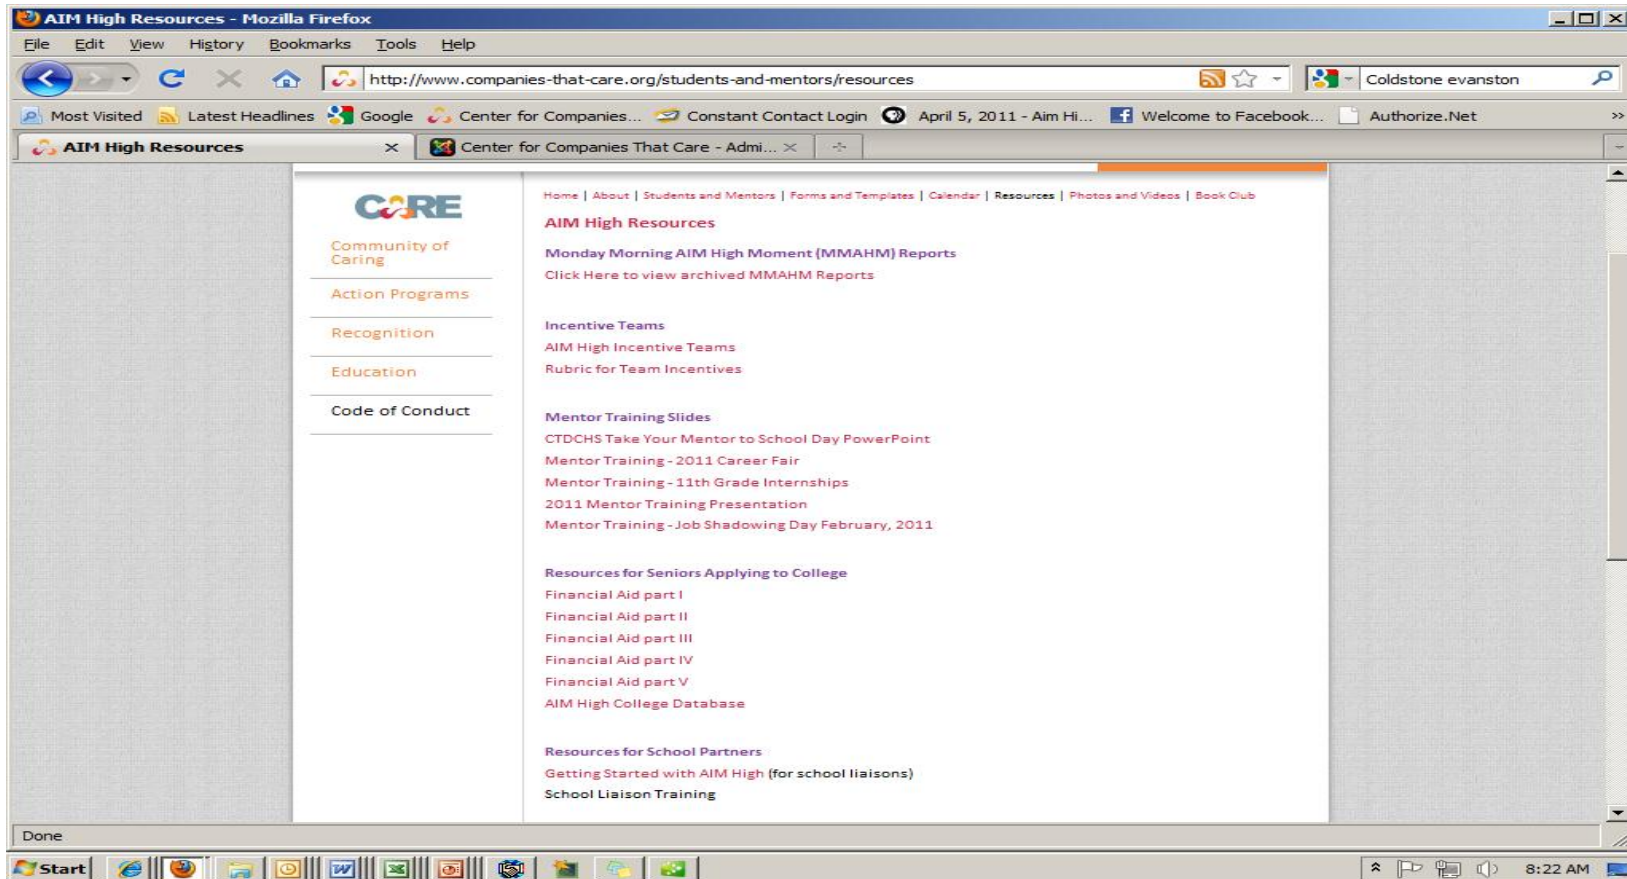 AIM High Resources - Mozilla Firefox
File Edit View History Bookmarks Tools Help
http://www.companies-that-care.org/students-and-mentors/resources
Coldstone evanston
Most Visited Latest Headlines Google Center for Companies... Constant Contact Login April 5, 2011 - Aim Hi... Welcome to Facebook... Authorize.Net
AIM High Resources Center for Companies That Care - Admi...
CARE
Community of
Caring
Action Programs
Recognition
Education
Code of Conduct
Home | About | Students and Mentors | Forms and Templates | Calendar | Resources | Photos and Videos | Book Club
AIM High Resources
Monday Morning AIM High Moment (MMAHM) Reports
Click Here to view archived MMAHM Reports
Incentive Teams
AIM High Incentive Teams
Rubric for Team Incentives
Mentor Training Slides
CTDCHS Take Your Mentor to School Day PowerPoint
Mentor Training - 2011 Career Fair
Mentor Training - 11th Grade Internships
2011 Mentor Training Presentation
Mentor Training - Job Shadowing Day February, 2011
Resources for Seniors Applying to College
Financial Aid part I
Financial Aid part II
Financial Aid part III
Financial Aid part IV
Financial Aid part V
AIM High College Database
Resources for School Partners
Getting Started with AIM High (for school liaisons)
School Liaison Training
Done
Start
8:22 AM